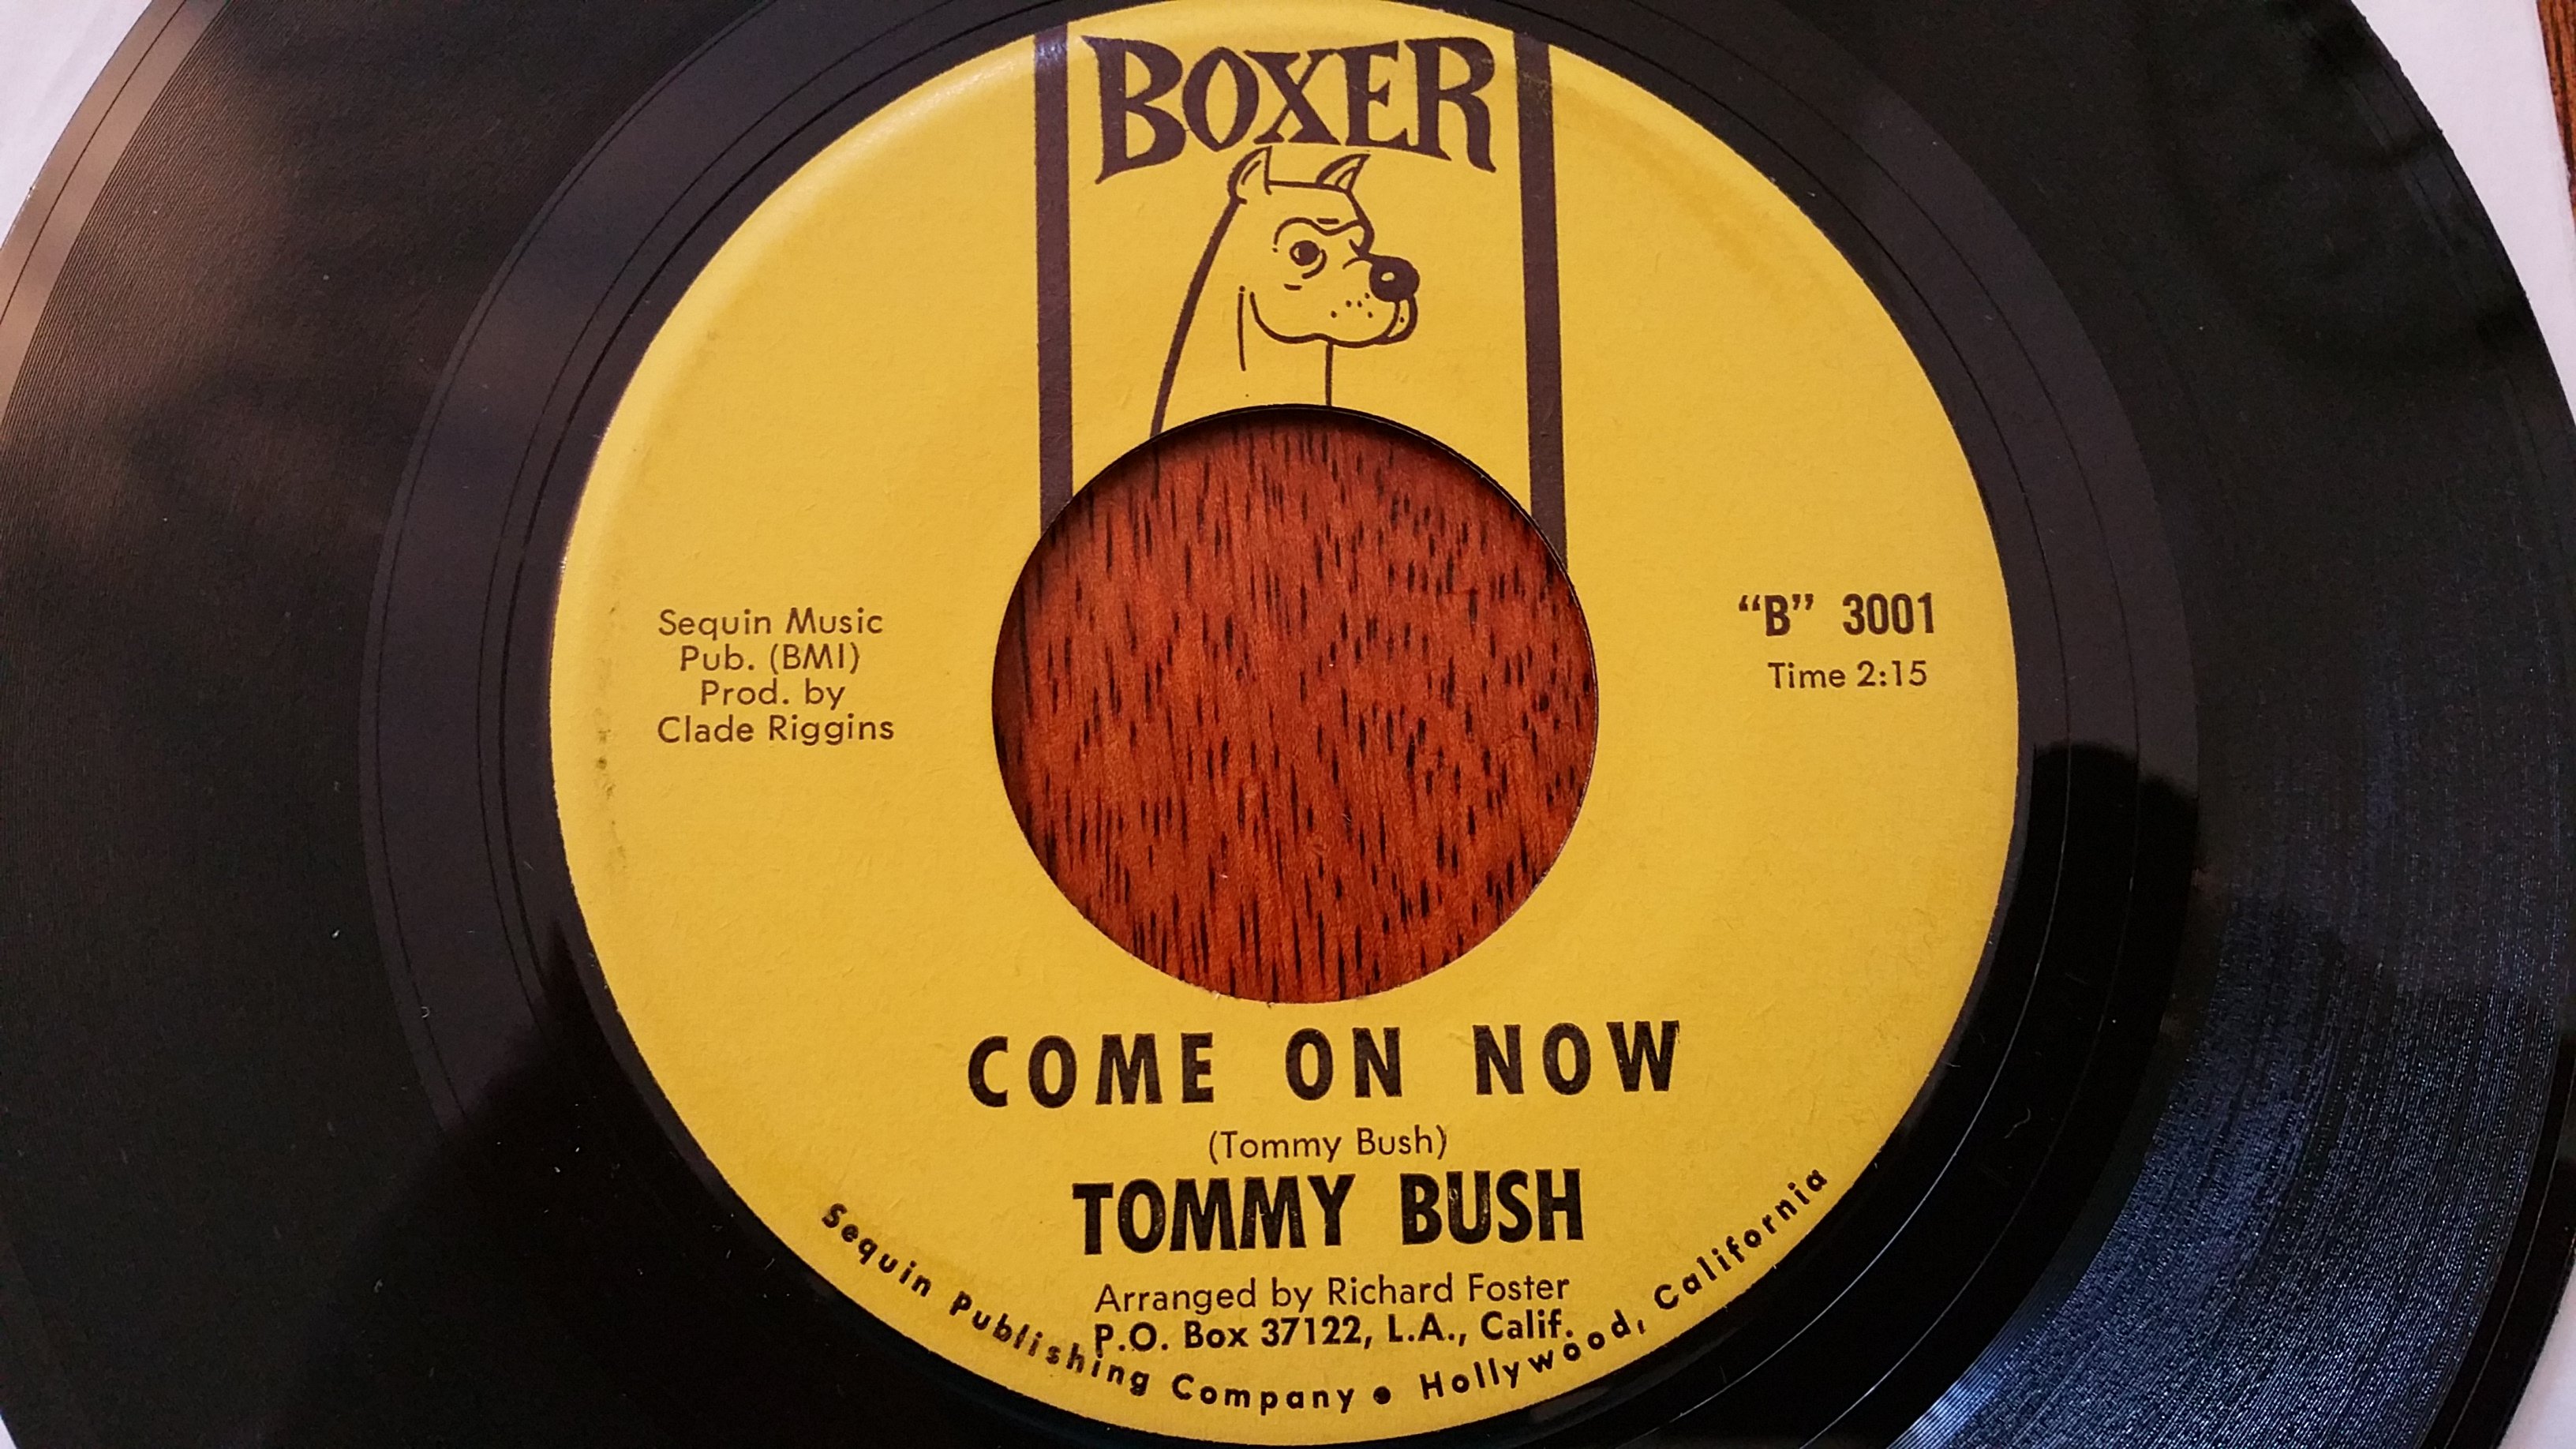 BOXER
Sequin Music
Pub. (BMI)
Prod. by
Clade Riggins
“B” 3001
Time 2:15
COME ON NOW
(Tommy Bush)
TOMMY BUSH
Arranged by Richard Foster
P.O. Box 37122, L.A., Calif.
Sequin Publishing Company • Hollywood, California